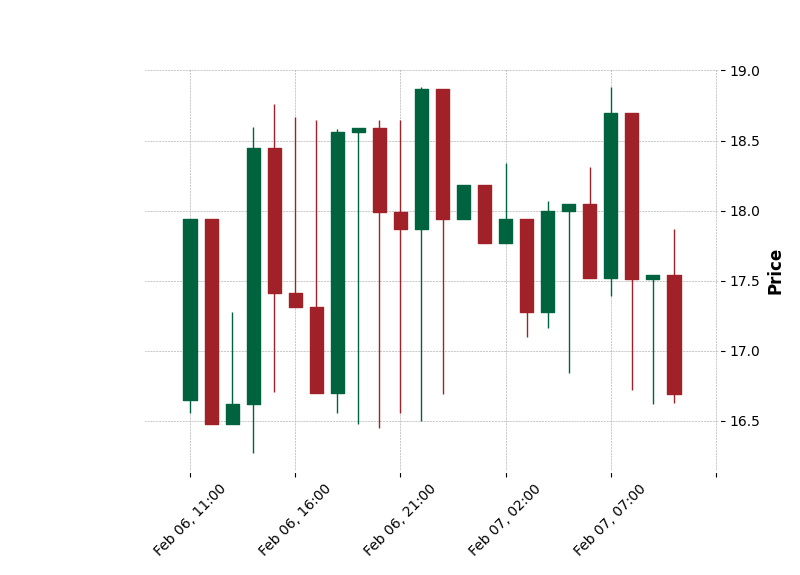 19.0
18.5
18.0
17.5
17.0
16.5
Price
Feb 06, 11:00
Feb 06, 16:00
Feb 06, 21:00
Feb 07, 02:00
Feb 07, 07:00